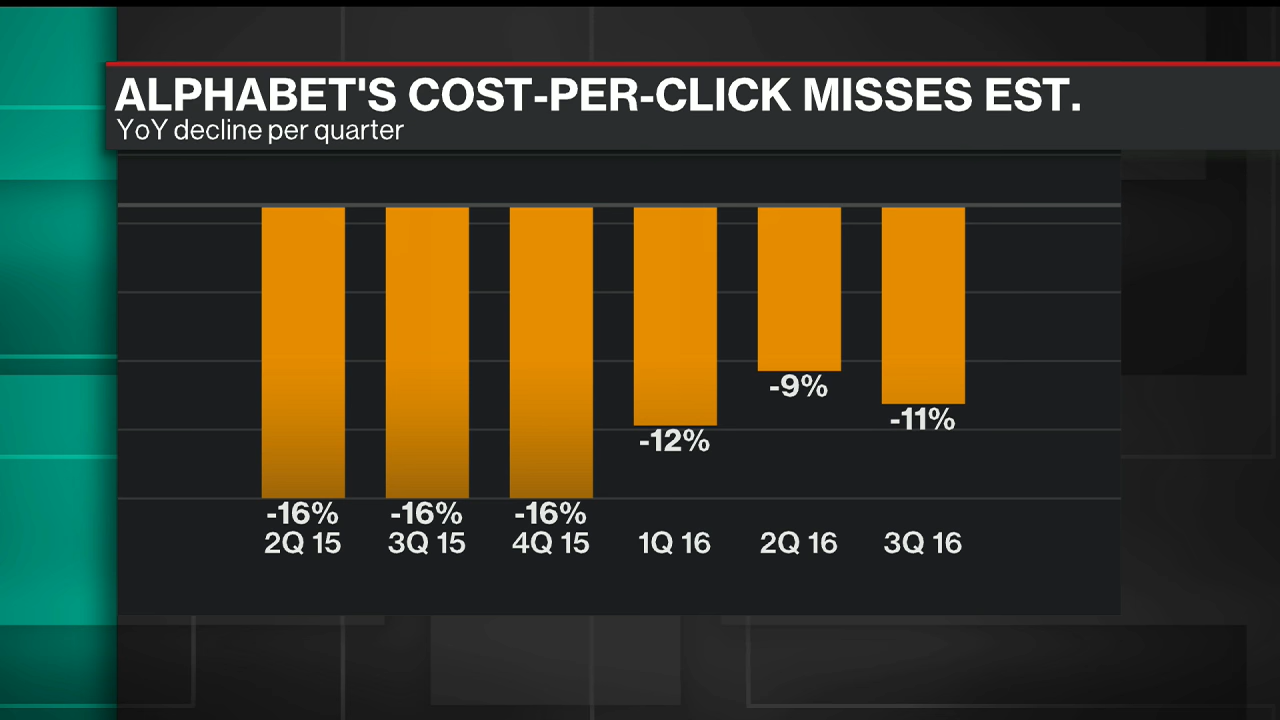 ALPHABET'S COST-PER-CLICK MISSES EST.
YoY decline per quarter
-9%
-11%
-12%
-16% -16% -16%
2Q 15 3Q 15 4Q 15 1Q 16 2Q 16 3Q 16